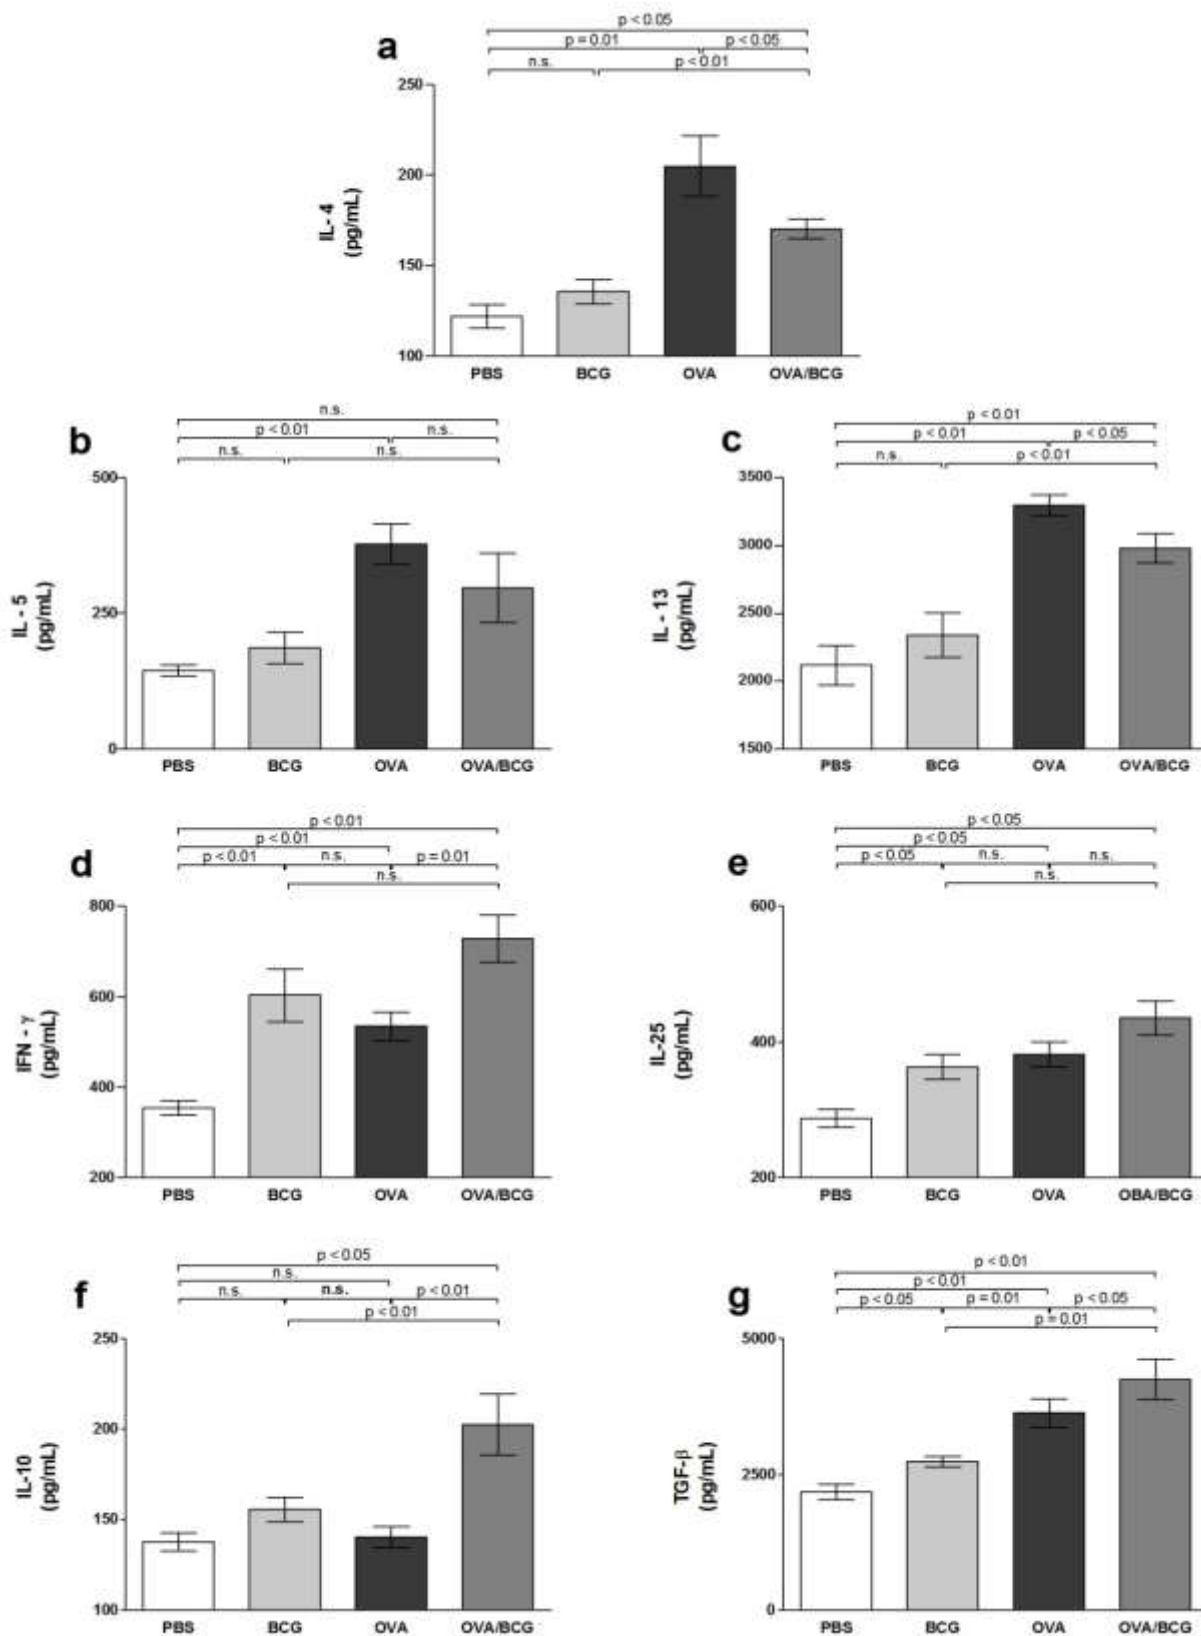 a
p < 0.05
p = 0.01 p < 0.05
n.s. p < 0.01
250
200
150
100
IL- 4
(pg/mL)
PBS BCG OVA OVA/BCG
b
n.s.
p < 0.01 n.s.
n.s. n.s.
500
250
0
IL - 5
(pg/mL)
PBS BCG OVA OVA/BCG
c
p < 0.01
p < 0.01 p < 0.05
n.s. p < 0.01
3500
3000
2500
2000
1500
IL - 13
(pg/mL)
PBS BCG OVA OVA/BCG
d
p < 0.01
p < 0.01
p < 0.01 n.s. p = 0.01
n.s.
800
600
400
200
IFN - γ
(pg/mL)
PBS BCG OVA OVA/BCG
e
p < 0.05
p < 0.05
p < 0.05 n.s. n.s.
n.s.
600
400
200
IL-25
(pg/mL)
PBS BCG OVA OBA/BCG
f
p < 0.05
n.s.
n.s. n.s. p < 0.01
p < 0.01
250
200
150
100
IL-10
(pg/mL)
PBS BCG OVA OVA/BCG
g
p < 0.01
p < 0.01
p < 0.05 p = 0.01 p < 0.05
p = 0.01
5000
2500
0
TGF-β
(pg/mL)
PBS BCG OVA OVA/BCG